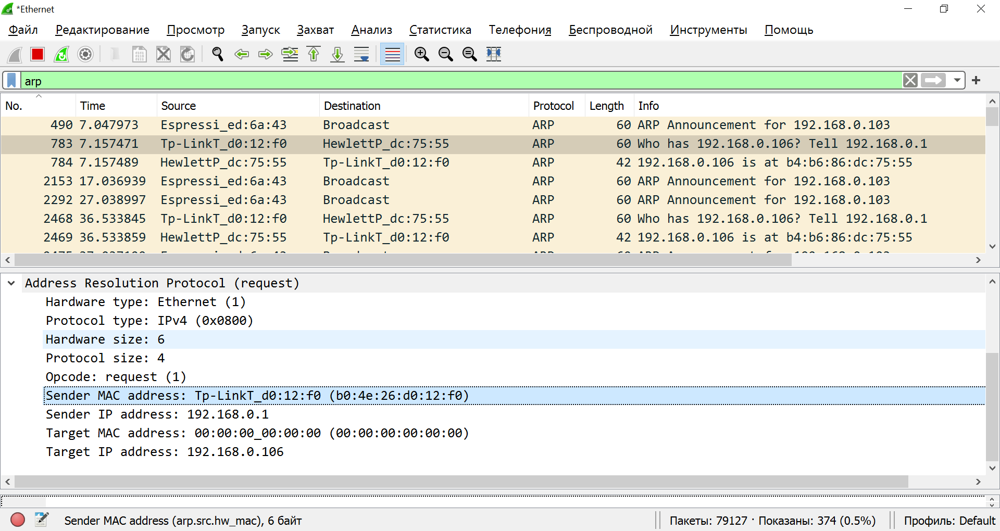 *Ethernet
Файл Редактирование Просмотр Запуск Захват Анализ Статистика Телефония Беспроводной Инструменты Помощь
arp
No. Time Source Destination Protocol Length Info
490 7.047973 Espressi_ed:6a:43 Broadcast ARP 60 ARP Announcement for 192.168.0.103
783 7.157471 Tp-LinkT_d0:12:f0 HewlettP_dc:75:55 ARP 60 Who has 192.168.0.106? Tell 192.168.0.1
784 7.157489 HewlettP_dc:75:55 Tp-LinkT_d0:12:f0 ARP 42 192.168.0.106 is at b4:b6:86:dc:75:55
2153 17.036939 Espressi_ed:6a:43 Broadcast ARP 60 ARP Announcement for 192.168.0.103
2292 27.038997 Espressi_ed:6a:43 Broadcast ARP 60 ARP Announcement for 192.168.0.103
2468 36.533845 Tp-LinkT_d0:12:f0 HewlettP_dc:75:55 ARP 60 Who has 192.168.0.106? Tell 192.168.0.1
2469 36.533859 HewlettP_dc:75:55 Tp-LinkT_d0:12:f0 ARP 42 192.168.0.106 is at b4:b6:86:dc:75:55
Address Resolution Protocol (request)
Hardware type: Ethernet (1)
Protocol type: IPv4 (0x0800)
Hardware size: 6
Protocol size: 4
Opcode: request (1)
Sender MAC address: Tp-LinkT_d0:12:f0 (b0:4e:26:d0:12:f0)
Sender IP address: 192.168.0.1
Target MAC address: 00:00:00_00:00:00 (00:00:00:00:00:00)
Target IP address: 192.168.0.106
Sender MAC address (arp.src.hw_mac), 6 байт
Пакеты: 79127 · Показаны: 374 (0.5%)
Профиль: Default